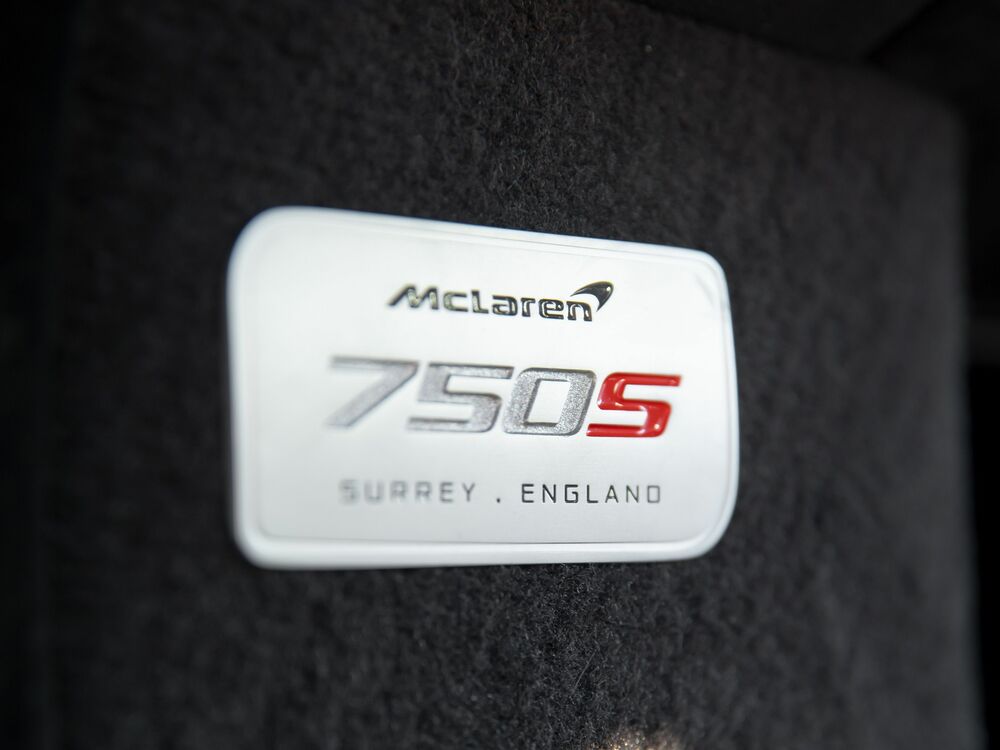 McLaren
750S
SURREY . ENGLAND